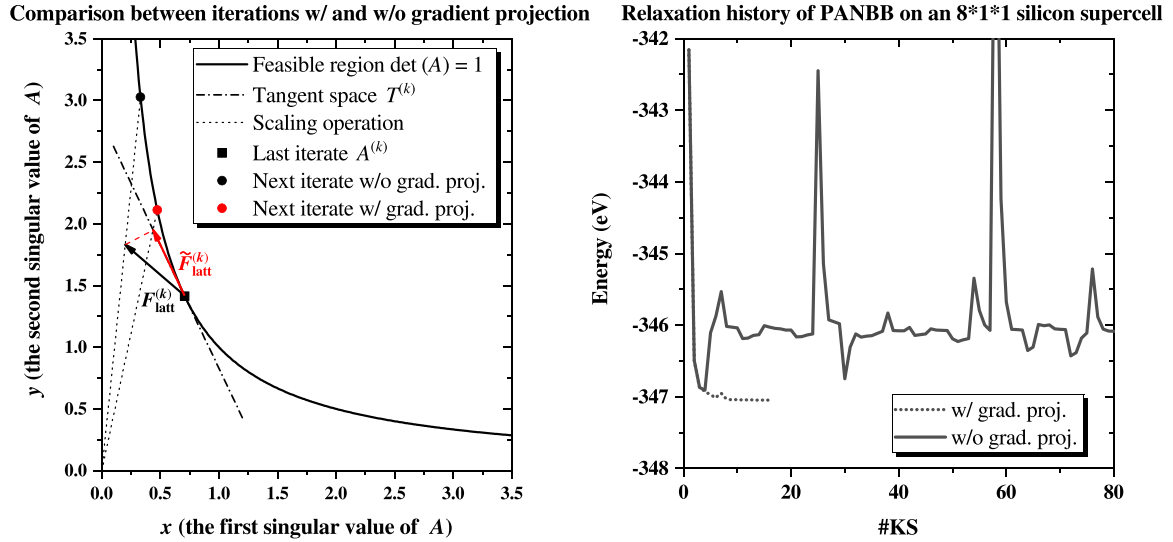 Comparison between iterations w/ and w/o gradient projection
3.5
3.0
2.5
2.0
1.5
1.0
0.5
0.0
0.0
0.5
1.0
1.5
2.0
2.5
3.0
3.5
y (the second singular value of A)
x (the first singular value of A)
Feasible region det (A) = 1
Tangent space T^(k)
Scaling operation
Last iterate A^(k)
Next iterate w/o grad. proj.
Next iterate w/ grad. proj.
F̃_latt^(k)
F_latt^(k)
Relaxation history of PANBB on an 8*1*1 silicon supercell
-342
-343
-344
-345
-346
-347
-348
0
20
40
60
80
Energy (eV)
#KS
w/ grad. proj.
w/o grad. proj.